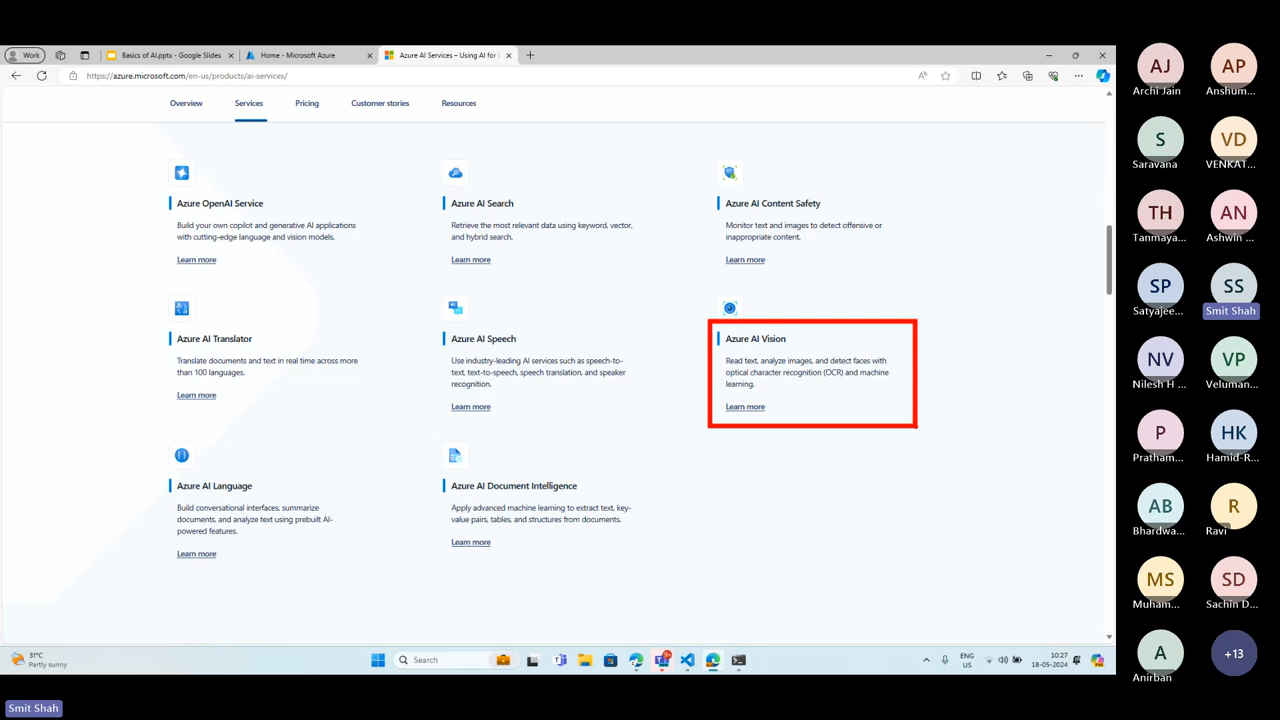 Work
Basics of AI.pptx - Google Slides
Home - Microsoft Azure
Azure AI Services – Using AI for
https://azure.microsoft.com/en-us/products/ai-services/
Overview
Services
Pricing
Customer stories
Resources
Azure OpenAI Service
Build your own copilot and generative AI applications
with cutting-edge language and vision models.
Learn more
Azure AI Search
Retrieve the most relevant data using keyword, vector,
and hybrid search.
Learn more
Azure AI Content Safety
Monitor text and images to detect offensive or
inappropriate content.
Learn more
Azure AI Translator
Translate documents and text in real time across more
than 100 languages.
Learn more
Azure AI Speech
Use industry-leading AI services such as speech-to-
text, text-to-speech, speech translation, and speaker
recognition.
Learn more
Azure AI Vision
Read text, analyze images, and detect faces with
optical character recognition (OCR) and machine
learning.
Learn more
Azure AI Language
Build conversational interfaces, summarize
documents, and analyze text using prebuilt AI-
powered features.
Learn more
Azure AI Document Intelligence
Apply advanced machine learning to extract text, key-
value pairs, tables, and structures from documents.
Learn more
31°C
Partly sunny
Search
ENG
US
10:27
18-05-2024
AJ
Archi Jain
AP
Anshum...
S
Saravana
VD
VENKAT...
TH
Tanmaya...
AN
Ashwin ...
SP
Satyajee...
SS
Smit Shah
NV
Nilesh H ...
VP
Veluman...
P
Pratham...
HK
Hamid-R...
AB
Bhardwa...
R
Ravi
MS
Muham...
SD
Sachin D...
A
Anirban
+13
Smit Shah